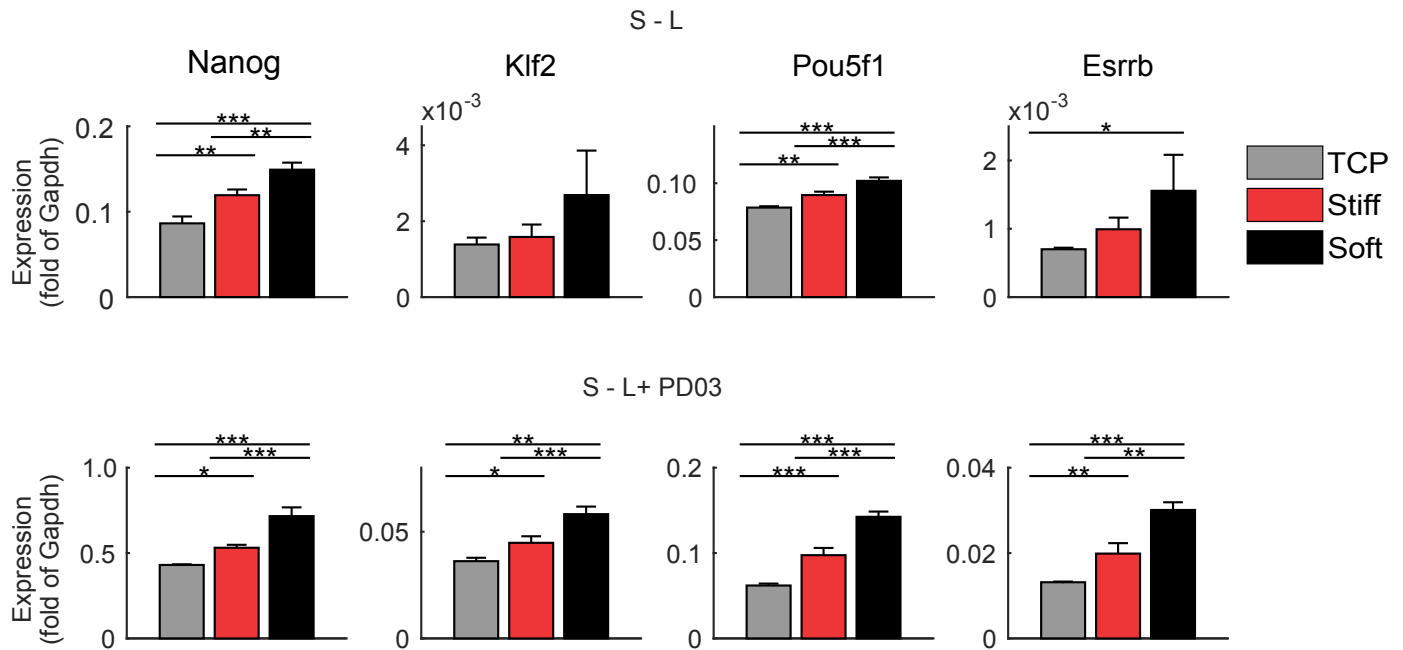 S - L
Nanog
Klf2
Pou5f1
Esrrb
x10-3
x10-3
Expression
(fold of Gapdh)
0.2
0.1
0
***
**
**
4
2
0
0.10
0.05
0
***
***
**
2
1
0
*
TCP
Stiff
Soft
S - L+ PD03
Expression
(fold of Gapdh)
1.0
0.5
0
***
***
*
0.05
0
**
***
*
0.2
0.1
0
***
***
***
0.04
0.02
0
***
**
**